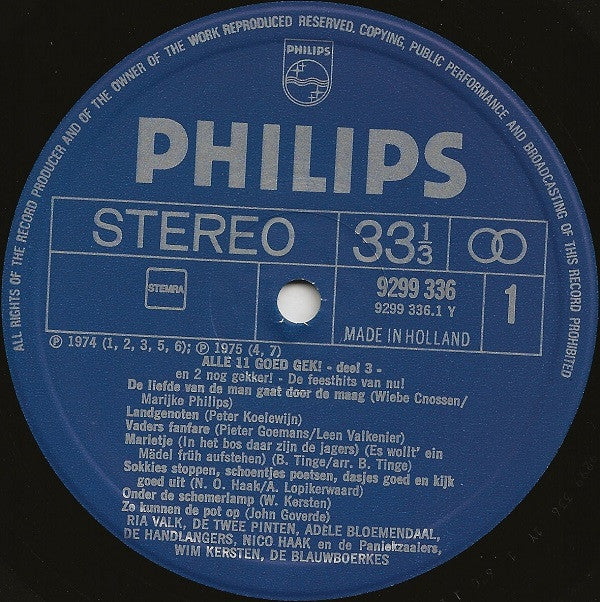 ALL RIGHTS OF THE RECORD PRODUCER AND OF THE OWNER OF THE WORK REPRODUCED RESERVED. COPYING, PUBLIC PERFORMANCE AND BROADCASTING OF THIS RECORD PROHIBITED
PHILIPS
PHILIPS
STEREO
33 1/3
STEMRA
9299 336
9299 336.1 Y
1
MADE IN HOLLAND
℗ 1974 (1, 2, 3, 5, 6); ℗ 1975 (4, 7)
ALLE 11 GOED GEK! - deel 3 -
en 2 nog gekker! - De feesthits van nu!
De liefde van de man gaat door de maag (Wiebe Cnossen/
Marijke Philips)
Landgenoten (Peter Koelewijn)
Vaders fanfare (Pieter Goemans/Leen Valkenier)
Marietje (In het bos daar zijn de jagers) (Es wollt' ein
Mädel früh aufstehen) (B. Tinge/arr. B. Tinge)
Sokkies stoppen, schoentjes poetsen, dasjes goed en kijk
goed uit (N. O. Haak/A. Lopikerwaard)
Onder de schemerlamp (W. Kersten)
Ze kunnen de pot op (John Goverde)
RIA VALK, DE TWEE PINTEN, ADÈLE BLOEMENDAAL,
DE HANDLANGERS, NICO HAAK en de Paniekzaaiers,
WIM KERSTEN, DE BLAUWBOERKES